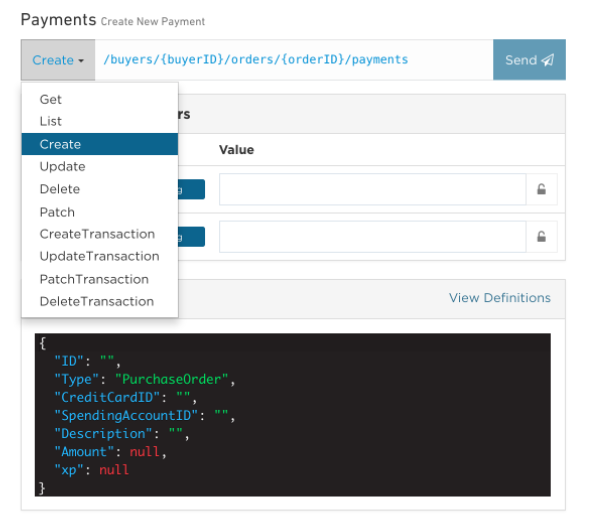 Payments Create New Payment
Create /buyers/{buyerID}/orders/{orderID}/payments Send
Get
rs
List
Create
Value
Update
Delete
g
Patch
CreateTransaction
g
UpdateTransaction
PatchTransaction
DeleteTransaction
View Definitions
{
"ID": "",
"Type": "PurchaseOrder",
"CreditCardID": "",
"SpendingAccountID": "",
"Description": "",
"Amount": null,
"xp": null
}